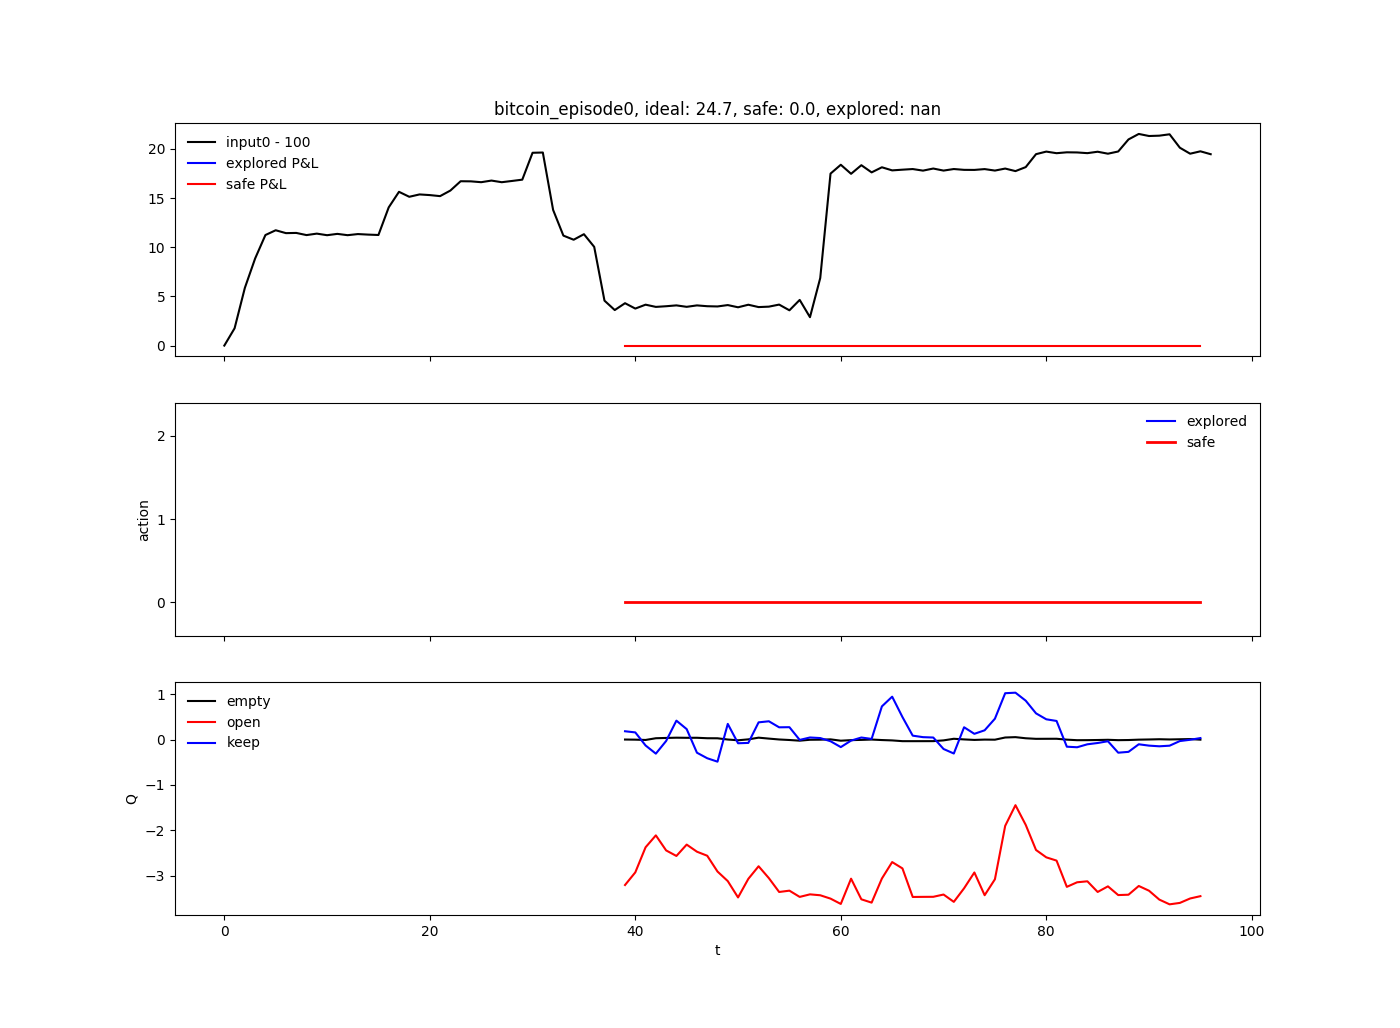 bitcoin_episode0, ideal: 24.7, safe: 0.0, explored: nan
input0 - 100
explored P&L
safe P&L
20
15
10
5
0
explored
safe
2
1
0
action
empty
open
keep
1
0
−1
−2
−3
Q
0
20
40
60
80
100
t